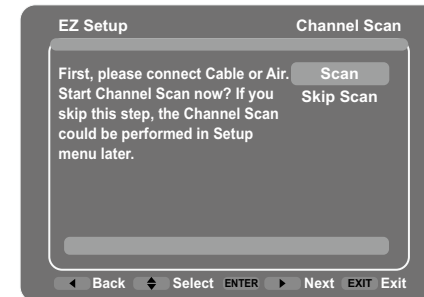 EZ Setup Channel Scan
First, please connect Cable or Air. Scan
Start Channel Scan now? If you Skip Scan
skip this step, the Channel Scan
could be performed in Setup
menu later.
Back Select ENTER Next EXIT Exit